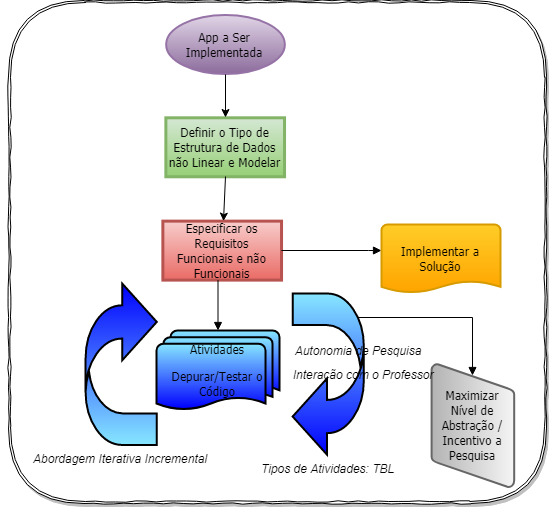 App a Ser
Implementada
Definir o Tipo de
Estrutura de Dados
não Linear e Modelar
Especificar os
Requisitos
Funcionais e não
Funcionais
Implementar a
Solução
Atividades
Depurar/Testar o
Código
Autonomia de Pesquisa
Interação com o Professor
Maximizar
Nível de
Abstração /
Incentivo a
Pesquisa
Abordagem Iterativa Incremental
Tipos de Atividades: TBL